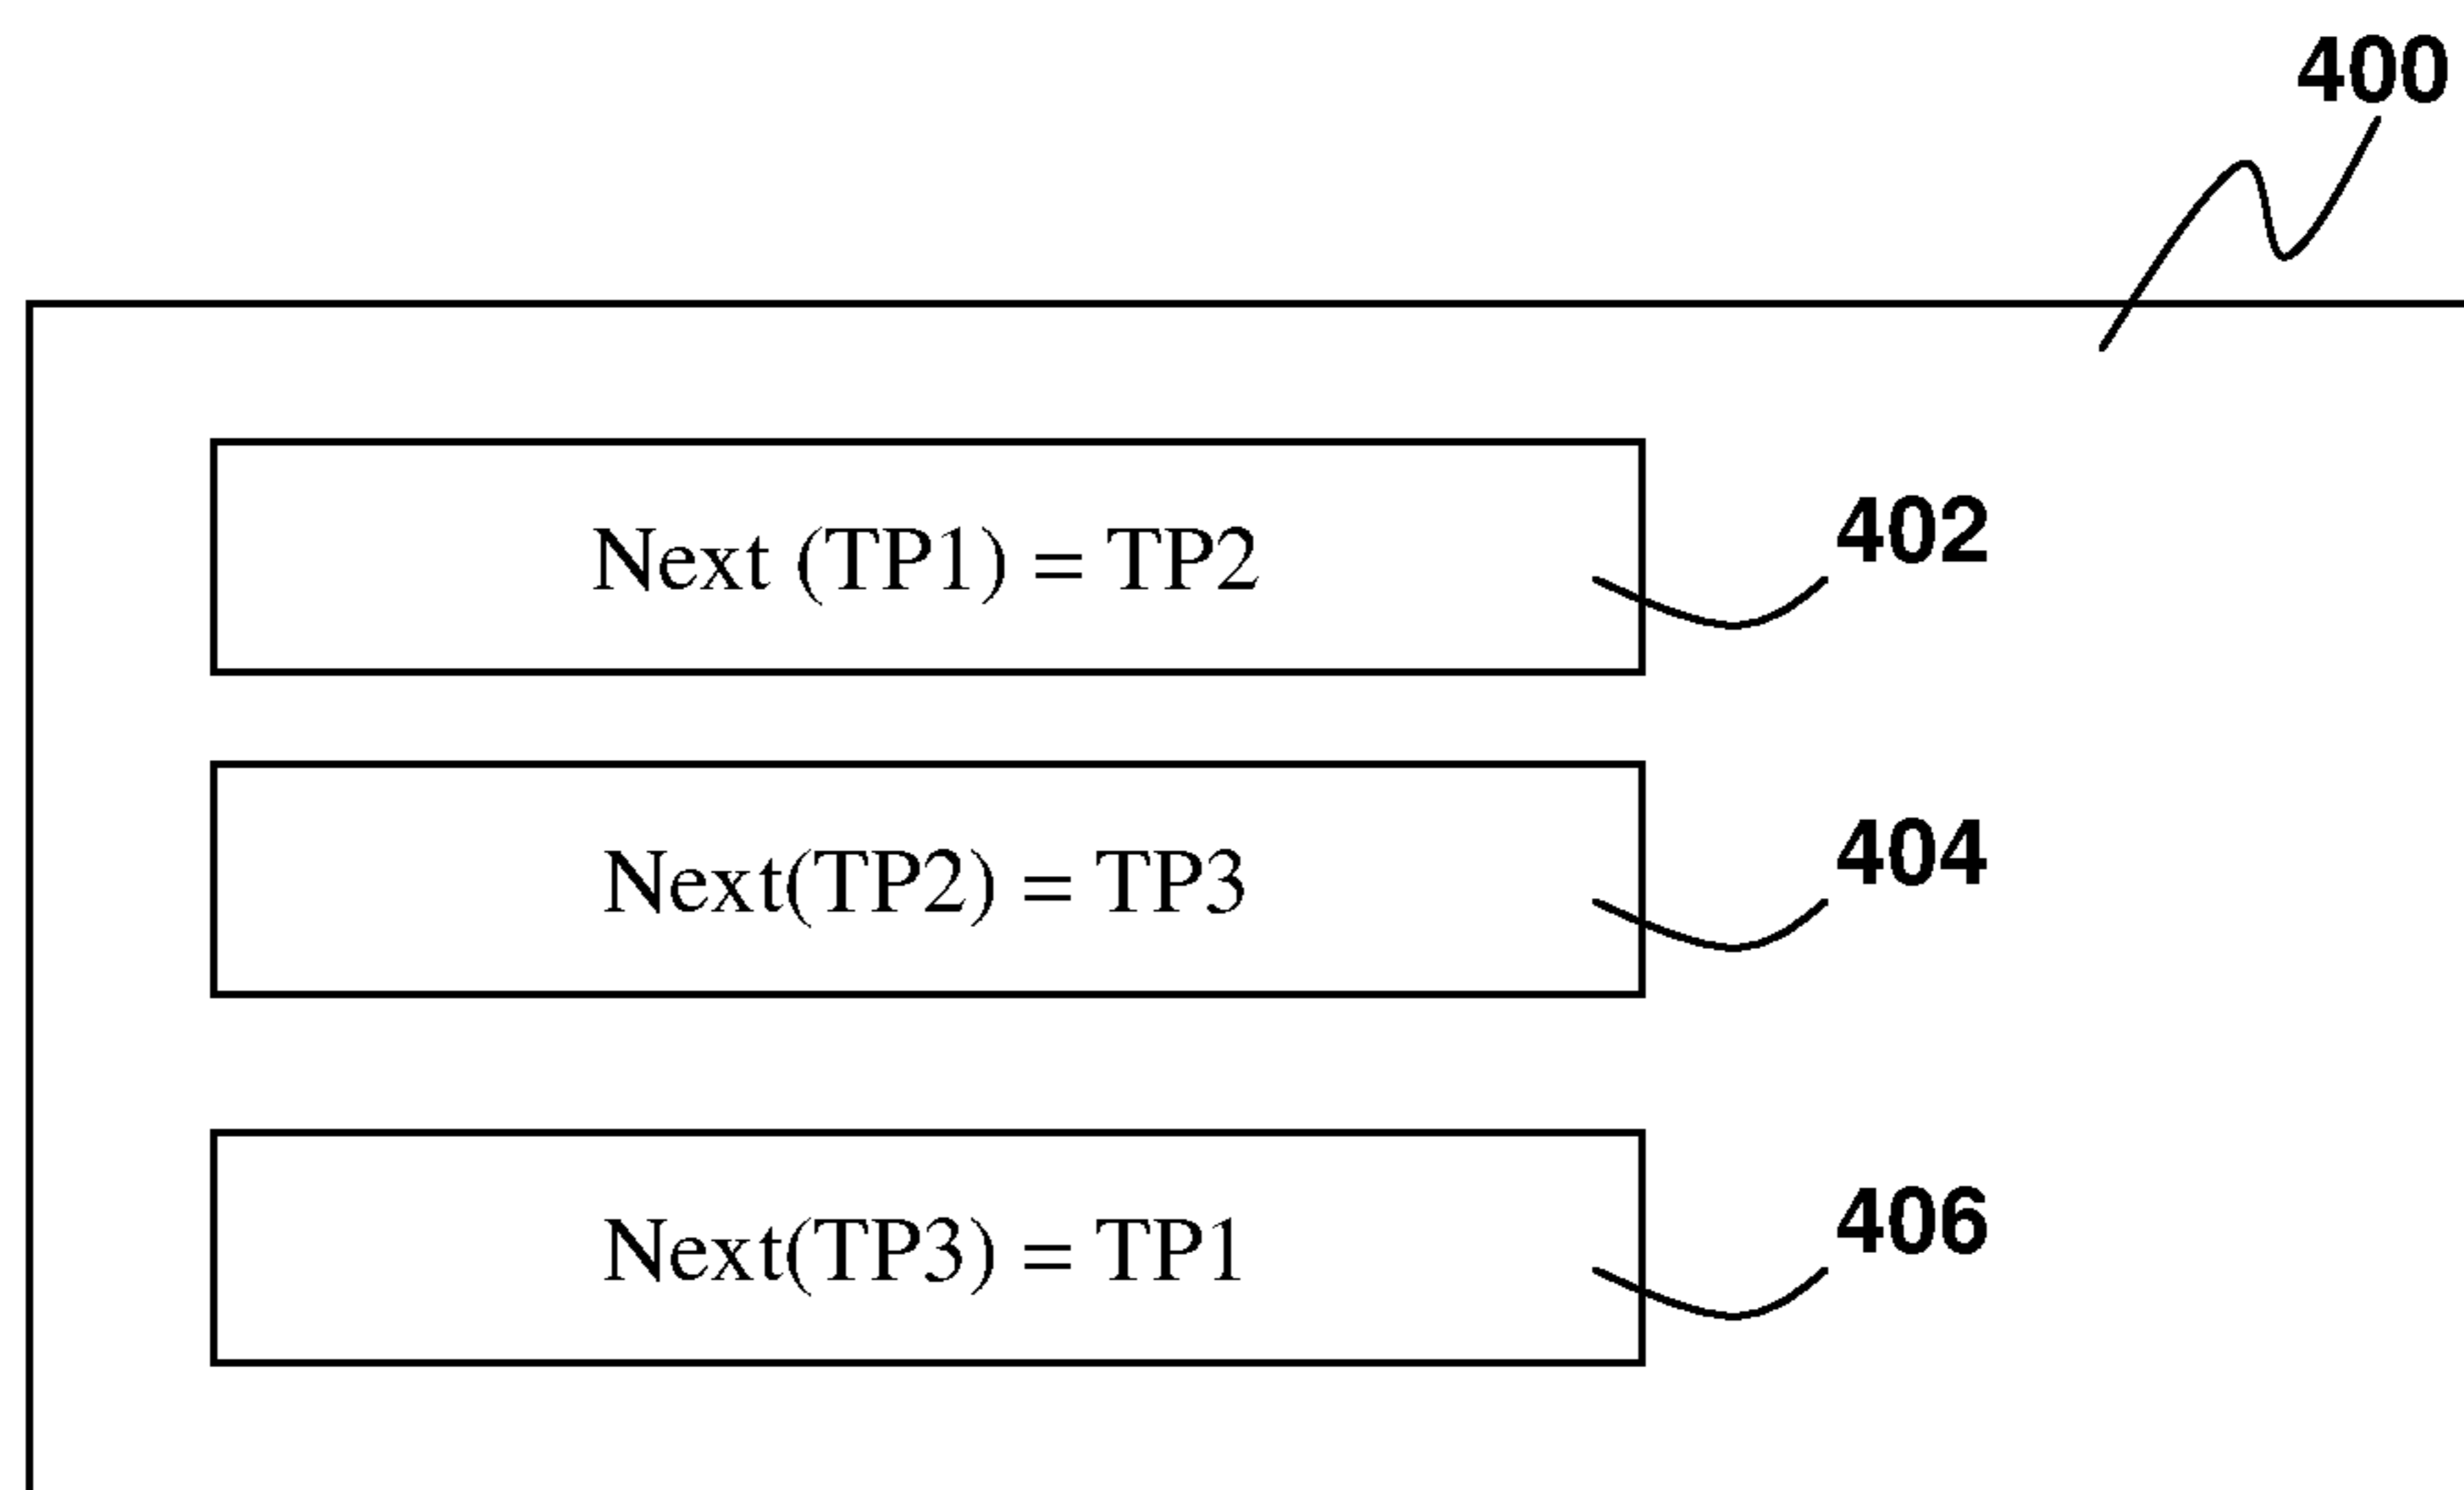 400
Next (TP1) = TP2
402
Next(TP2) = TP3
404
Next(TP3) = TP1
406